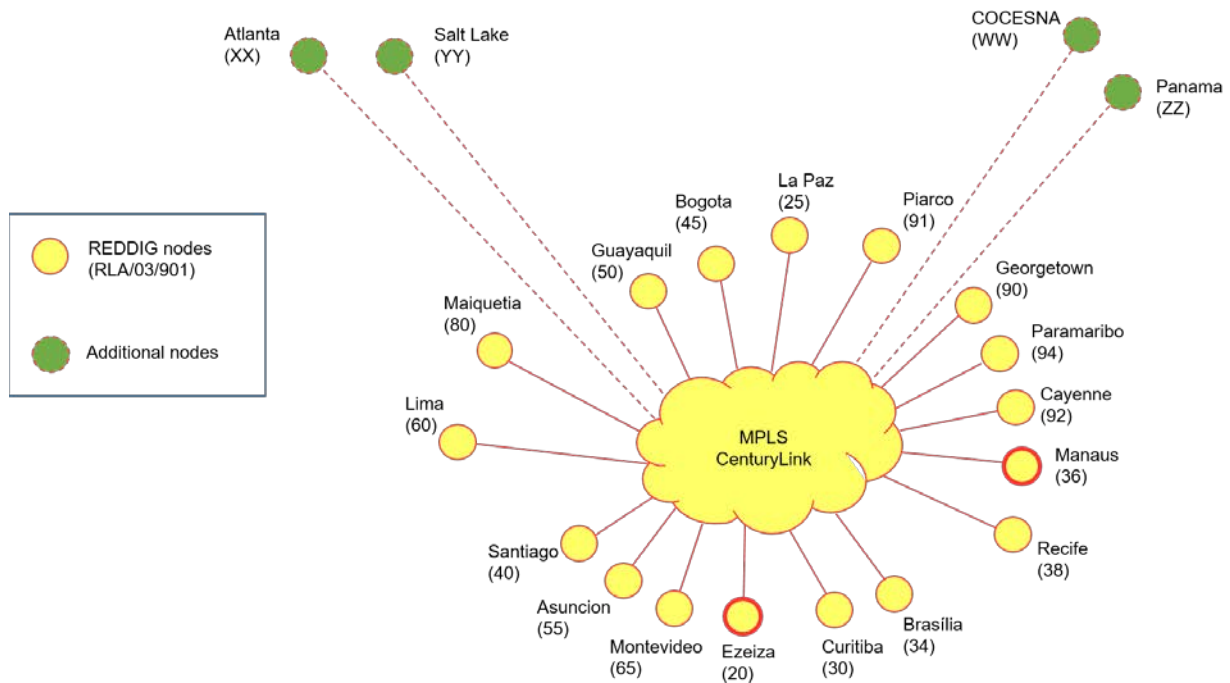 Atlanta
(XX)
Salt Lake
(YY)
COCESNA
(WW)
Panama
(ZZ)
REDDIG nodes
(RLA/03/901)
Additional nodes
La Paz
(25)
Bogota
(45)
Piarco
(91)
Guayaquil
(50)
Georgetown
(90)
Maiquetia
(80)
Paramaribo
(94)
Cayenne
(92)
Lima
(60)
MPLS
CenturyLink
Manaus
(36)
Recife
(38)
Santiago
(40)
Asuncion
(55)
Montevideo
(65)
Ezeiza
(20)
Curitiba
(30)
Brasília
(34)